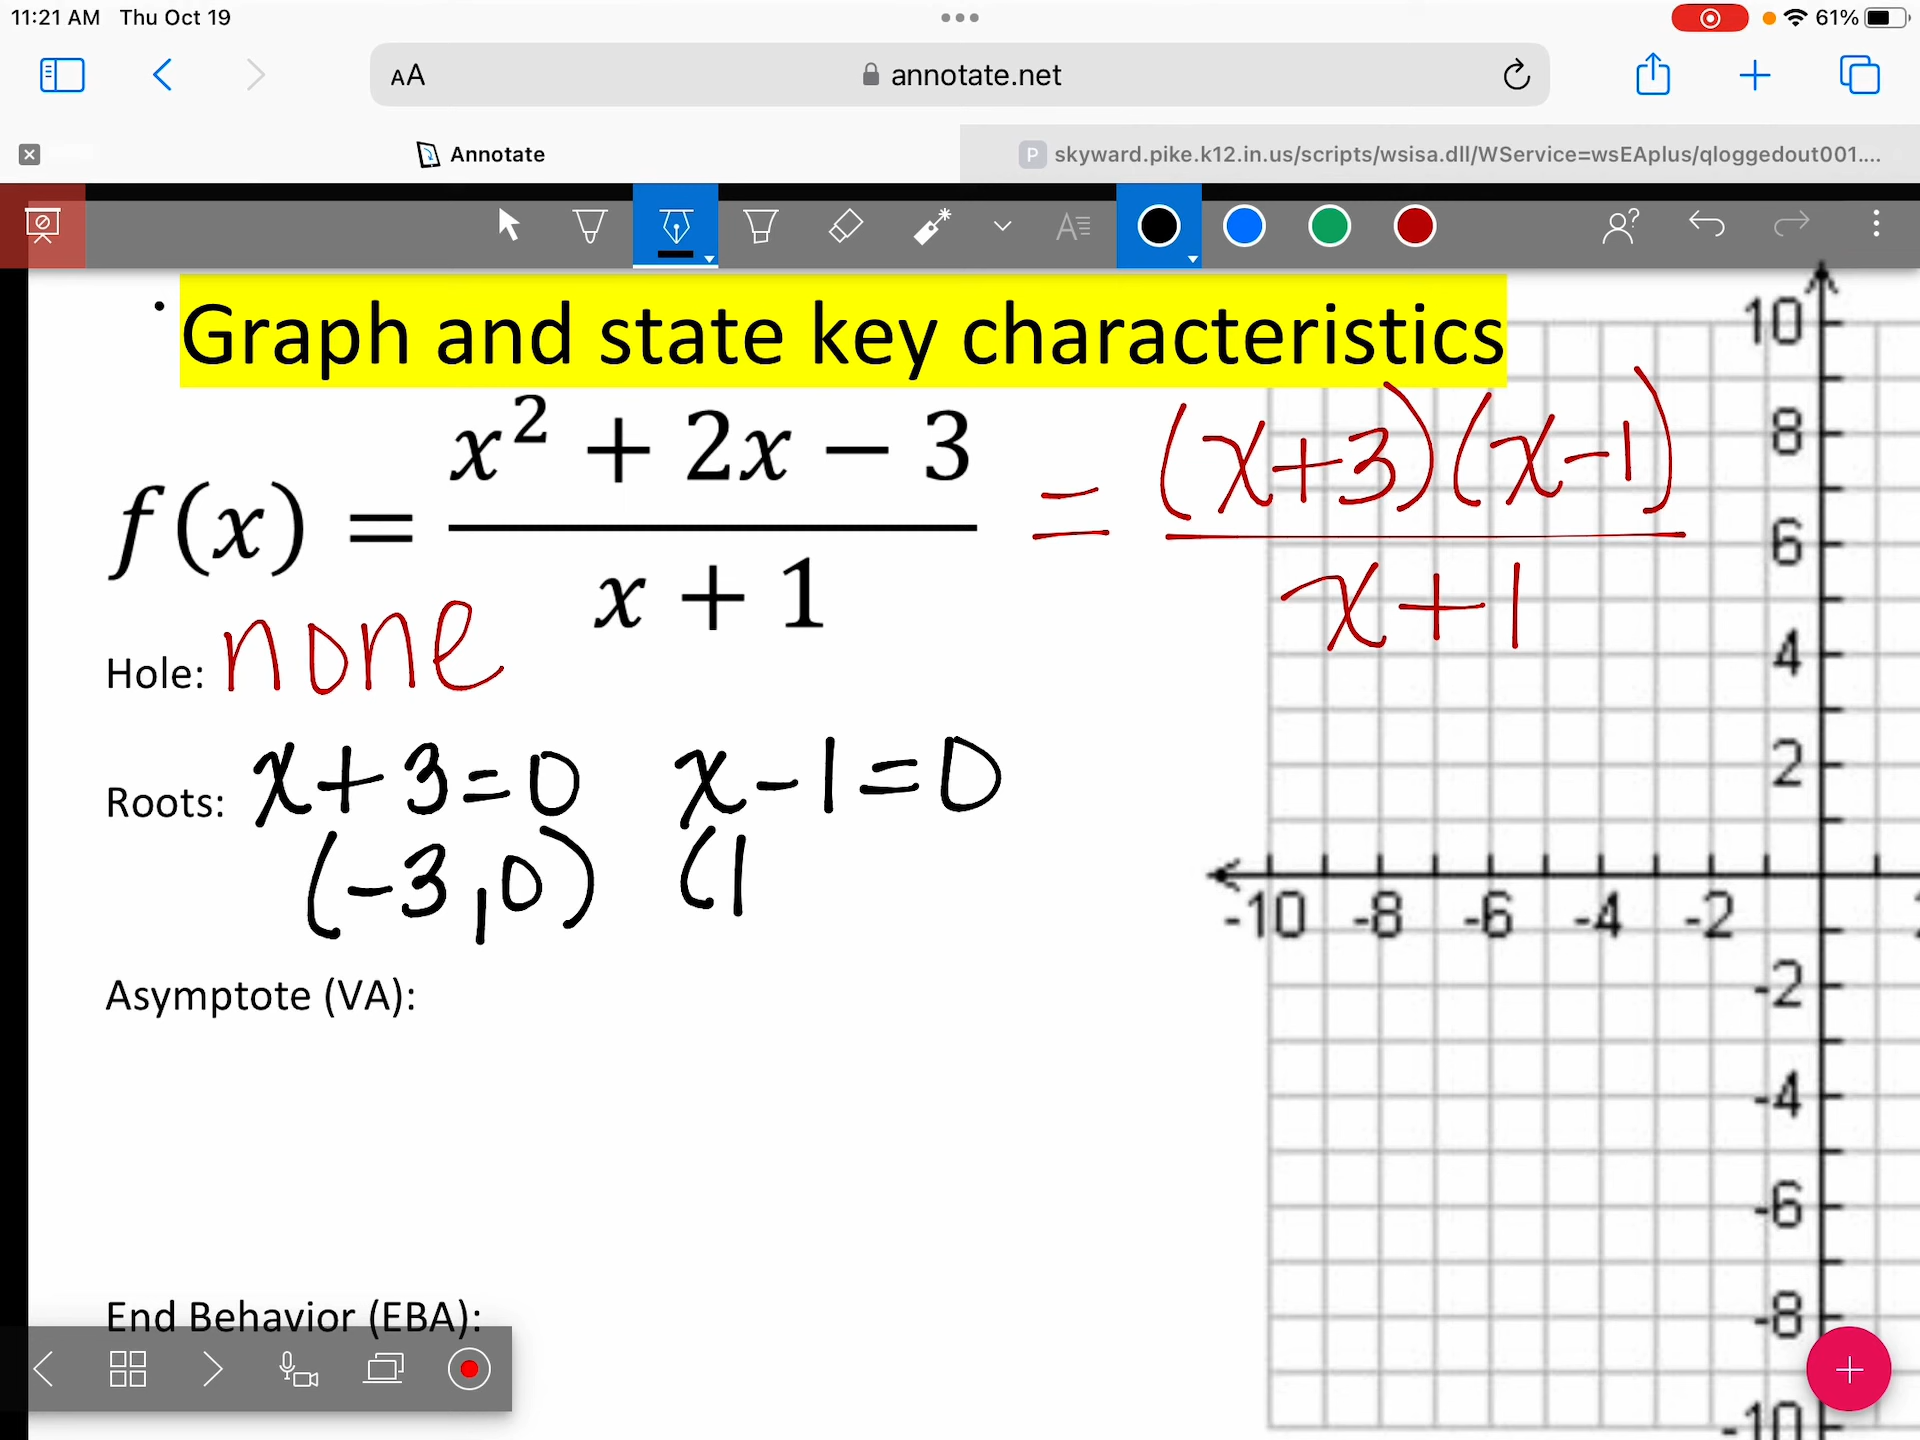 11:21 AM Thu Oct 19
61%
AA annotate.net
Annotate
P skyward.pike.k12.in.us/scripts/wsisa.dll/WService=wsEAplus/qloggedout001....
Graph and state key characteristics
f(x) = (x² + 2x − 3)/(x + 1) = ((x+3)(x-1))/(x+1)
Hole: none
Roots: x+3=0 x-1=0
(-3,0) (1
Asymptote (VA):
End Behavior (EBA):
10
8
6
4
2
-10 -8 -6 -4 -2
-2
-4
-6
-8
-10